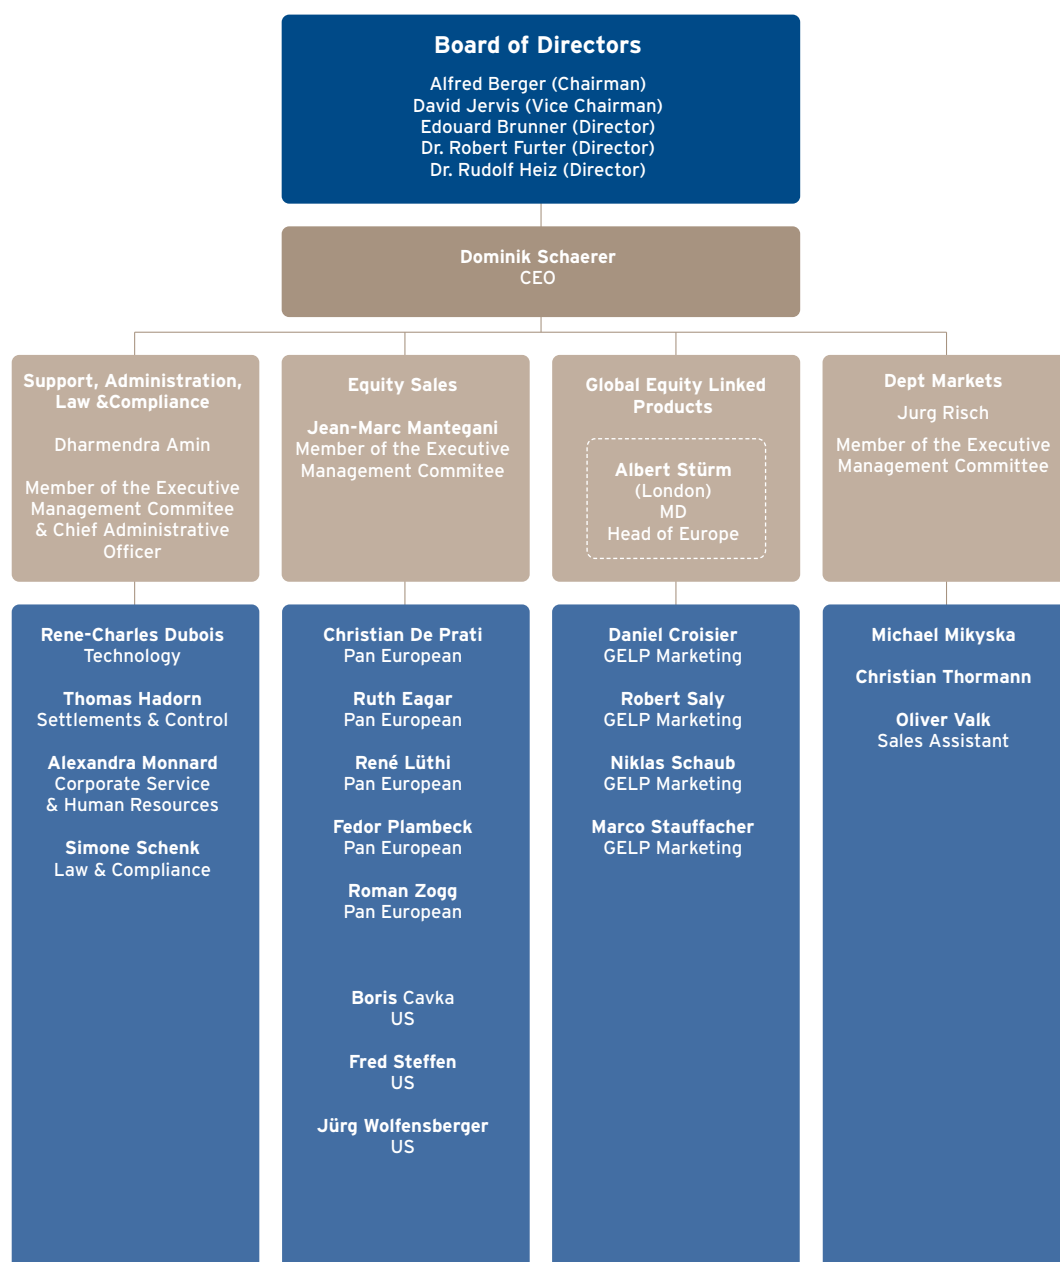 Board of Directors
Alfred Berger (Chairman)
David Jervis (Vice Chairman)
Edouard Brunner (Director)
Dr. Robert Furter (Director)
Dr. Rudolf Heiz (Director)
Dominik Schaerer
CEO
Support, Administration,
Law &Compliance
Dharmendra Amin
Member of the Executive
Management Commitee
& Chief Administrative
Officer
Equity Sales
Jean-Marc Mantegani
Member of the Executive
Management Commitee
Global Equity Linked
Products
Albert Stürm
(London)
MD
Head of Europe
Dept Markets
Jurg Risch
Member of the Executive
Management Committee
Rene-Charles Dubois
Technology
Thomas Hadorn
Settlements & Control
Alexandra Monnard
Corporate Service
& Human Resources
Simone Schenk
Law & Compliance
Christian De Prati
Pan European
Ruth Eagar
Pan European
René Lüthi
Pan European
Fedor Plambeck
Pan European
Roman Zogg
Pan European
Boris Cavka
US
Fred Steffen
US
Jürg Wolfensberger
US
Daniel Croisier
GELP Marketing
Robert Saly
GELP Marketing
Niklas Schaub
GELP Marketing
Marco Stauffacher
GELP Marketing
Michael Mikyska
Christian Thormann
Oliver Valk
Sales Assistant